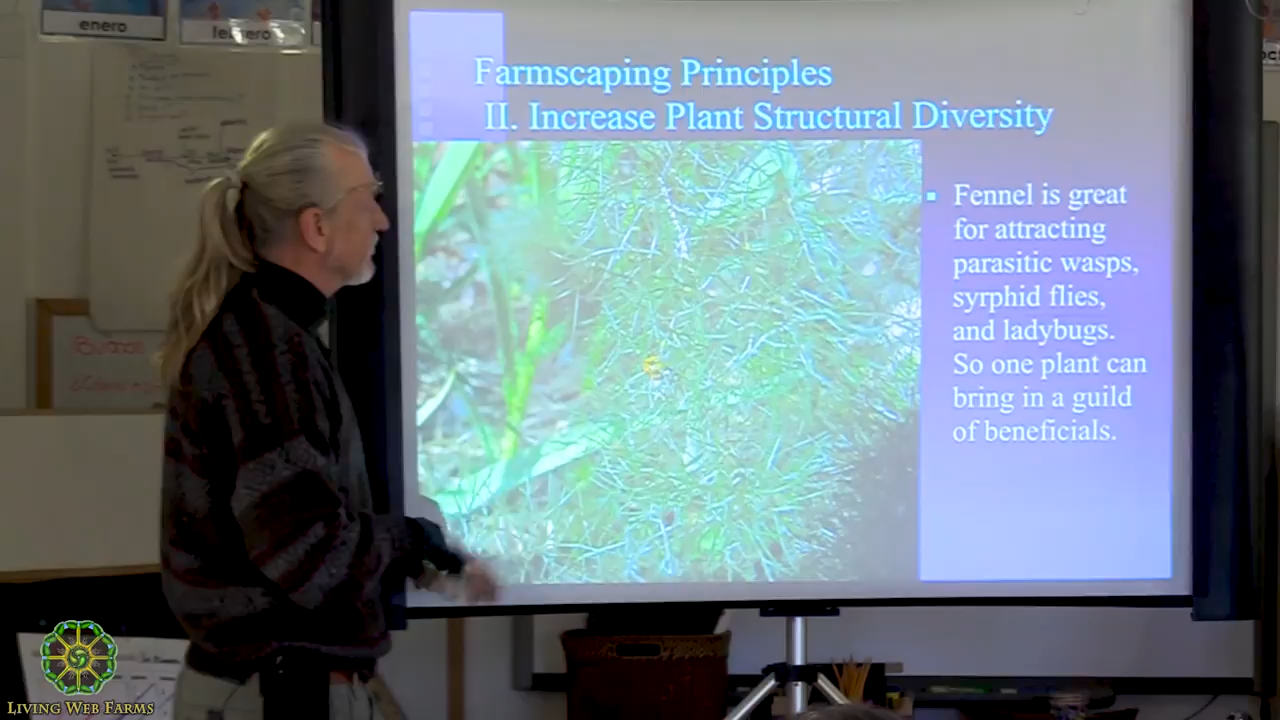 enero
febrero
Farmscaping Principles
II. Increase Plant Structural Diversity
Fennel is great
for attracting
parasitic wasps,
syrphid flies,
and ladybugs.
So one plant can
bring in a guild
of beneficials.
LIVING WEB FARMS